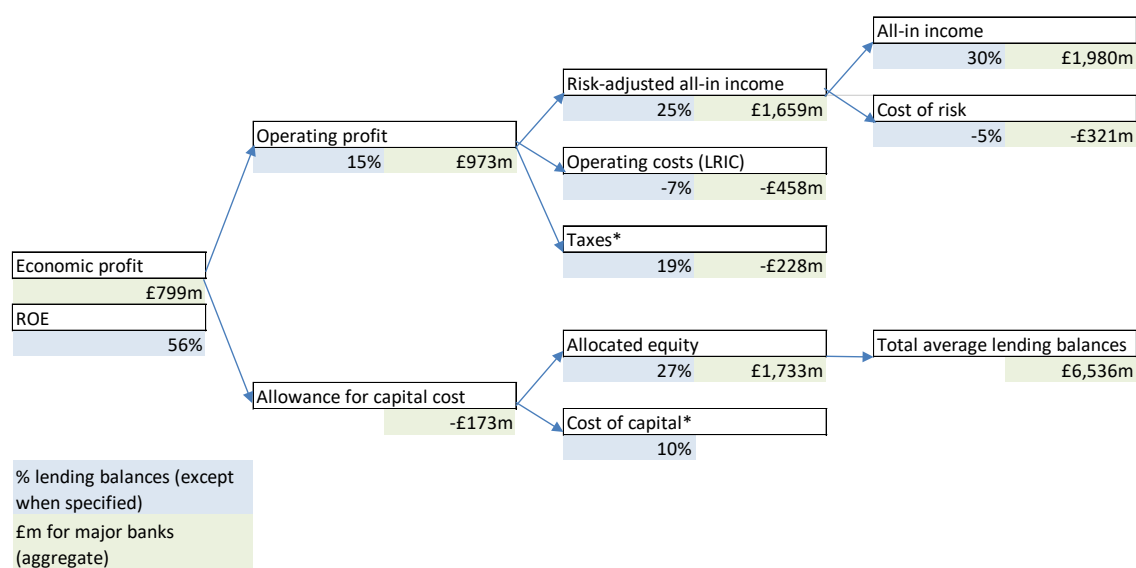 All-in income
30% £1,980m
Risk-adjusted all-in income
25% £1,659m
Cost of risk
-5% -£321m
Operating profit
15% £973m
Operating costs (LRIC)
-7% -£458m
Taxes*
19% -£228m
Economic profit
£799m
ROE
56%
Allocated equity
27% £1,733m
Total average lending balances
£6,536m
Allowance for capital cost
-£173m
Cost of capital*
10%
% lending balances (except
when specified)
£m for major banks
(aggregate)